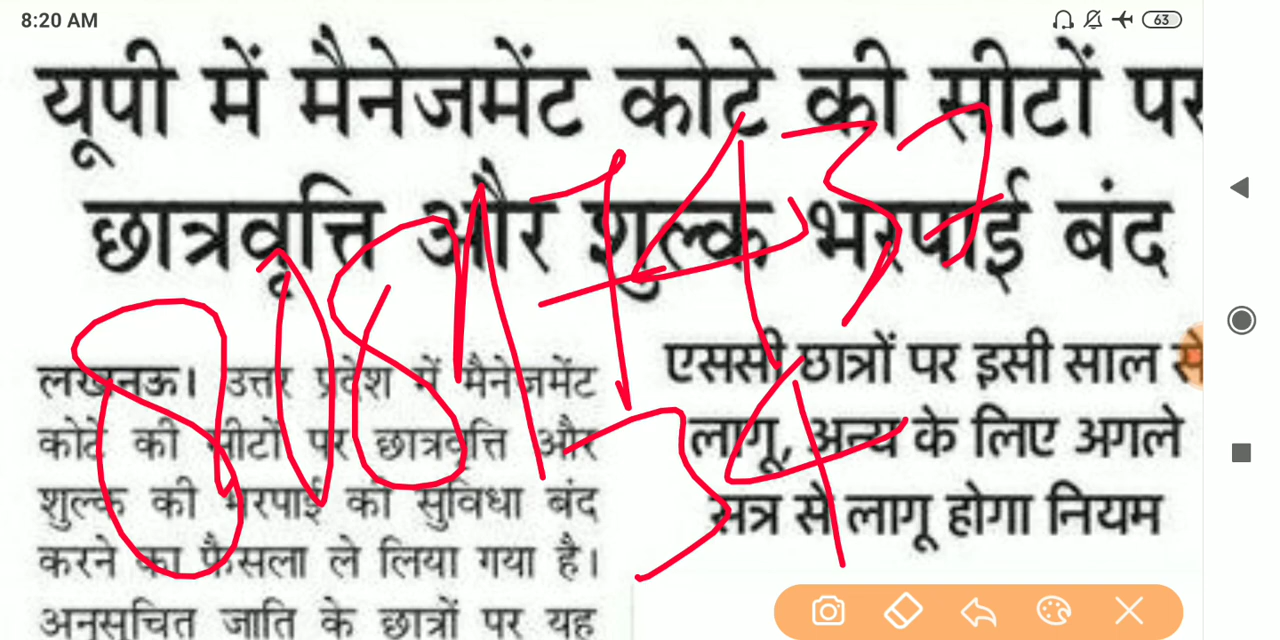 8:20 AM
63
यूपी में मैनेजमेंट कोटे की सीटों पर
छात्रवृत्ति और शुल्क भरपाई बंद
लखनऊ। उत्तर प्रदेश में मैनेजमेंट
कोटे की सीटों पर छात्रवृत्ति और
शुल्क की भरपाई की सुविधा बंद
करने का फैसला ले लिया गया है।
अनुसूचित जाति के छात्रों पर यह
एससी छात्रों पर इसी साल से
लागू, अन्य के लिए अगले
सत्र से लागू होगा नियम